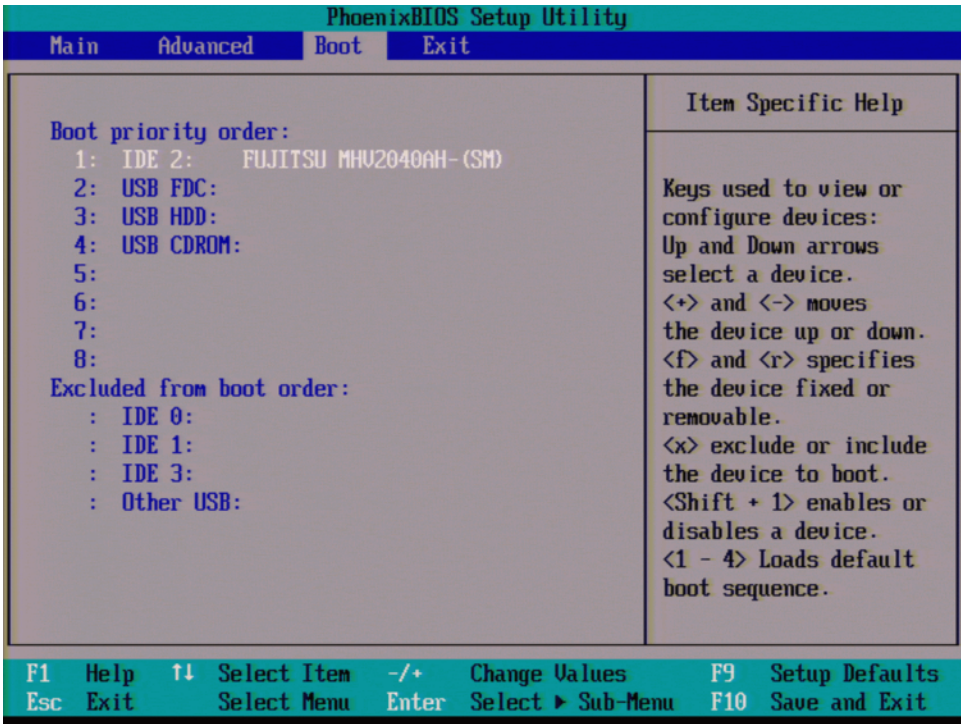 PhoenixBIOS Setup Utility
Main Advanced Boot Exit
Boot priority order:
1: IDE 2: FUJITSU MHV2040AH-(SM)
2: USB FDC:
3: USB HDD:
4: USB CDROM:
5:
6:
7:
8:
Excluded from boot order:
: IDE 0:
: IDE 1:
: IDE 3:
: Other USB:
Item Specific Help
Keys used to view or
configure devices:
Up and Down arrows
select a device.
<+> and <-> moves
the device up or down.
<f> and <r> specifies
the device fixed or
removable.
<x> exclude or include
the device to boot.
<Shift + 1> enables or
disables a device.
<1 - 4> Loads default
boot sequence.
F1 Help ↑↓ Select Item -/+ Change Values F9 Setup Defaults
Esc Exit Select Menu Enter Select ▶ Sub-Menu F10 Save and Exit